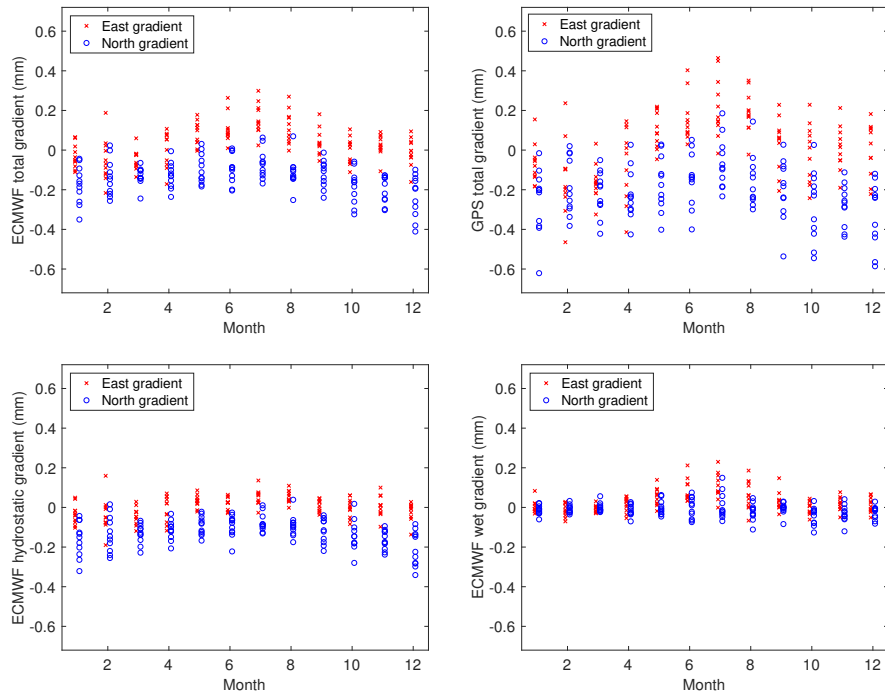 East gradient
North gradient
ECMWF total gradient (mm)
0.6
0.4
0.2
0
-0.2
-0.4
-0.6
2 4 6 8 10 12
Month
East gradient
North gradient
GPS total gradient (mm)
0.6
0.4
0.2
0
-0.2
-0.4
-0.6
2 4 6 8 10 12
Month
East gradient
North gradient
ECMWF hydrostatic gradient (mm)
0.6
0.4
0.2
0
-0.2
-0.4
-0.6
2 4 6 8 10 12
Month
East gradient
North gradient
ECMWF wet gradient (mm)
0.6
0.4
0.2
0
-0.2
-0.4
-0.6
2 4 6 8 10 12
Month